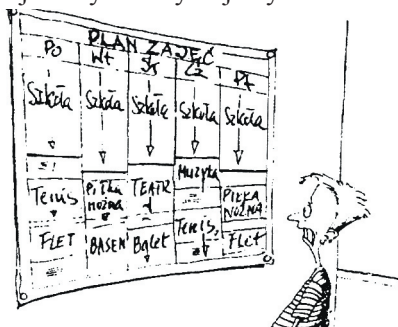 PLAN ZAJĘĆ
Po Wt Śr Cz Pt
Szkoła Szkoła Szkoła Szkoła Szkoła
Muzyka
Tenis Piłka nożna TEATR PIŁKA NOŻNA
Tenis
FLET BASEN Balet Flet